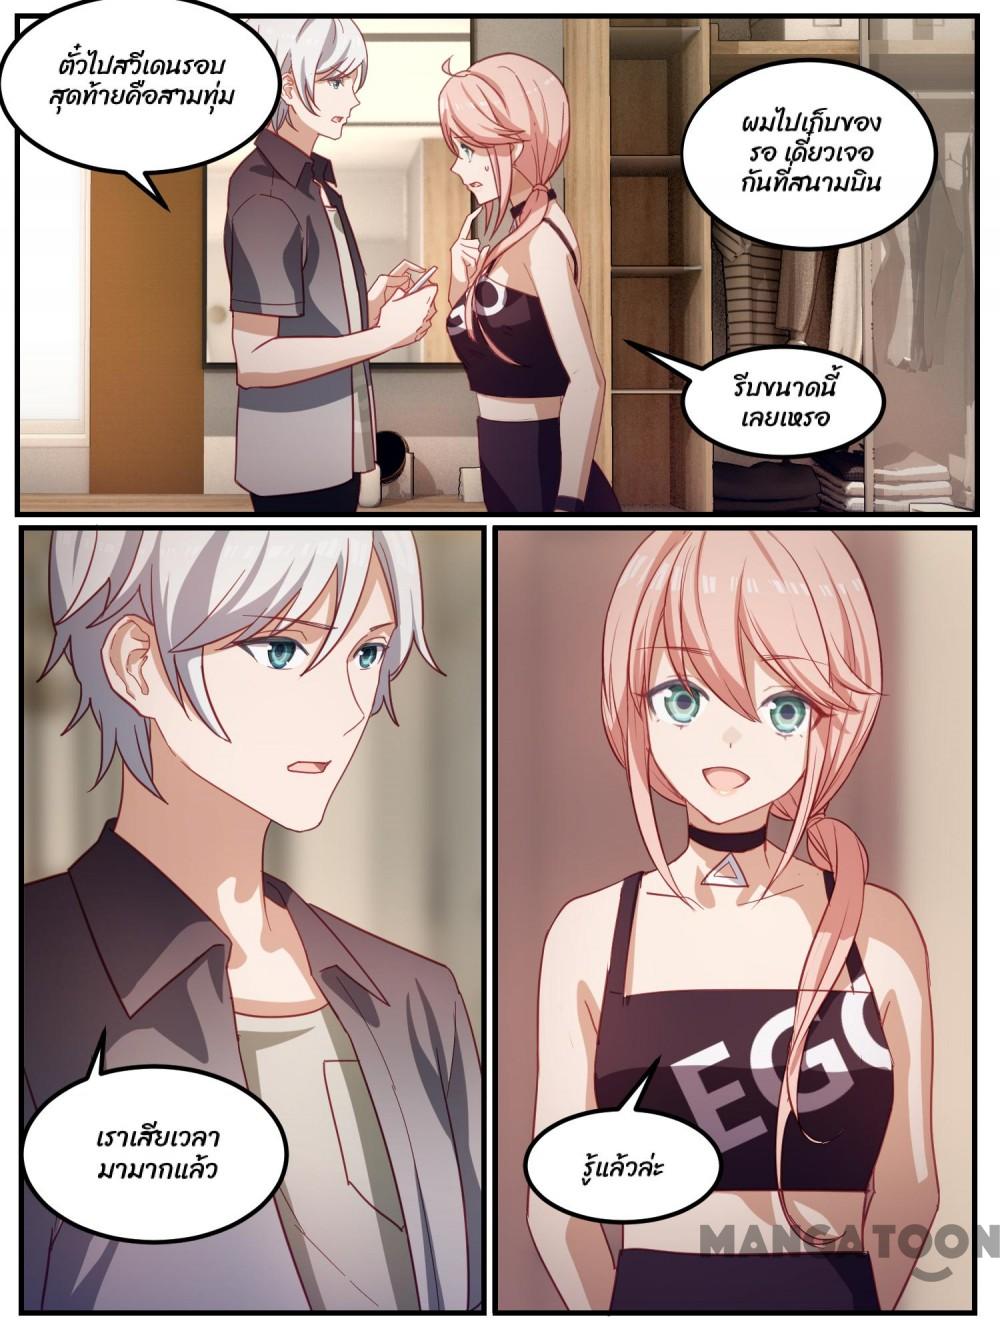 ตั๋วไปสวีเดนรอบ
สุดท้ายคือสามทุ่ม
ผมไปเก็บของ
รอ เดี๋ยวเจอ
กันที่สนามบิน
รีบขนาดนี้
เลยเหรอ
เราเสียเวลา
มามากแล้ว
รู้แล้วล่ะ
EGO
MANGATOON